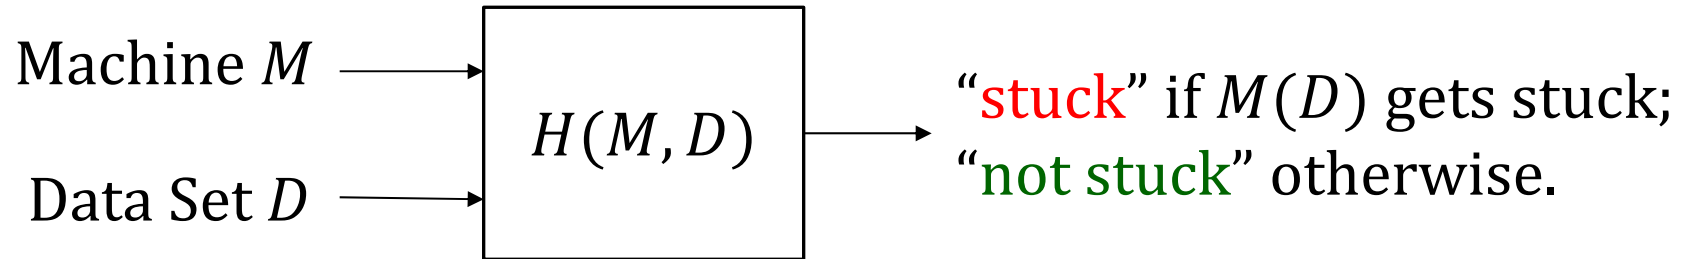 Machine M
Data Set D
H(M, D)
“stuck” if M(D) gets stuck;
“not stuck” otherwise.